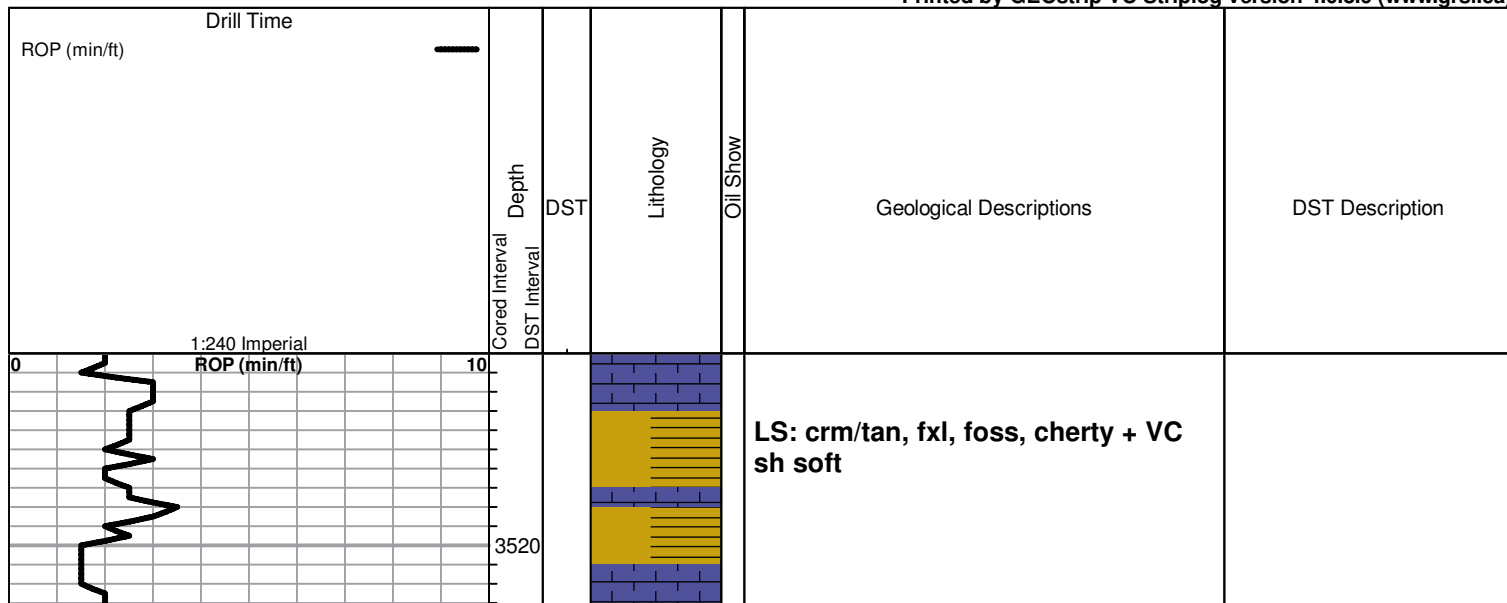 Drill Time
ROP (min/ft)
1:240 Imperial
0 ROP (min/ft) 10
Cored Interval
Depth
DST Interval
DST
Lithology
Oil Show
Geological Descriptions
DST Description
LS: crm/tan, fxl, foss, cherty + VC
sh soft
3520